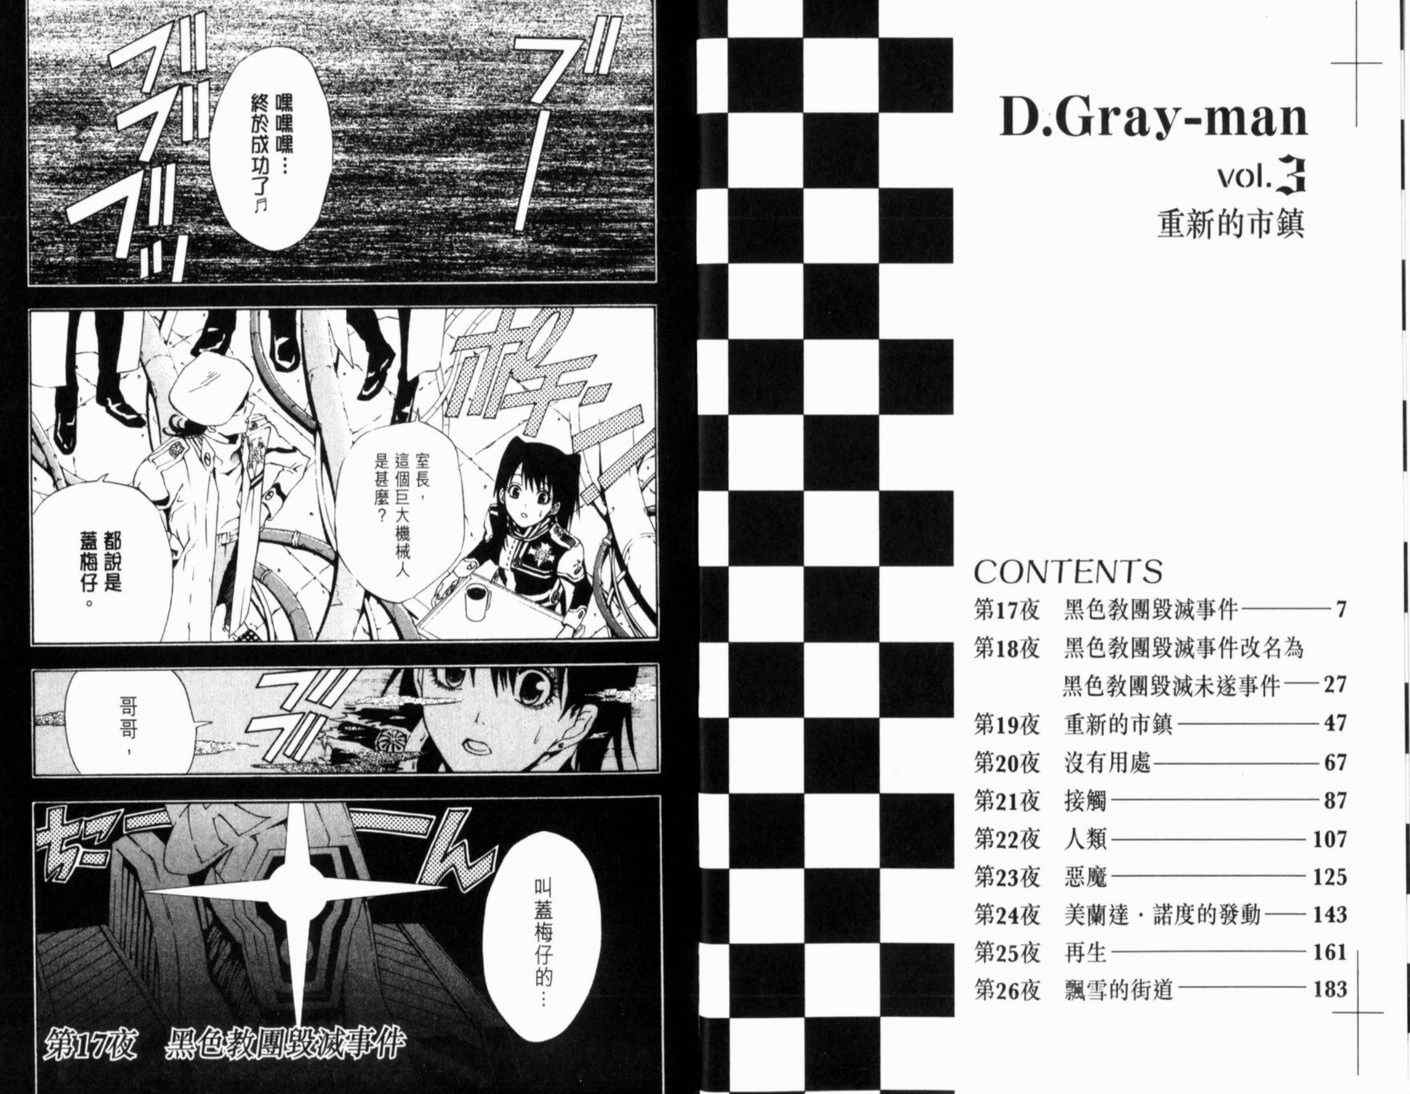 D.Gray-man
vol.3
重新的市鎮
CONTENTS
第17夜 黑色教團毀滅事件 7
第18夜 黑色教團毀滅事件改名為
黑色教團毀滅未遂事件 27
第19夜 重新的市鎮 47
第20夜 沒有用處 67
第21夜 接觸 87
第22夜 人類 107
第23夜 惡魔 125
第24夜 美蘭達・諾度的發動 143
第25夜 再生 161
第26夜 飄雪的街道 183
ブー
嘿嘿嘿…
終於成功了♬
ブブブ
室長，
這個巨大機械人
是甚麼？
都說是
蓋梅仔。
哥哥，
叫蓋梅仔的…
第17夜 黑色教團毀滅事件